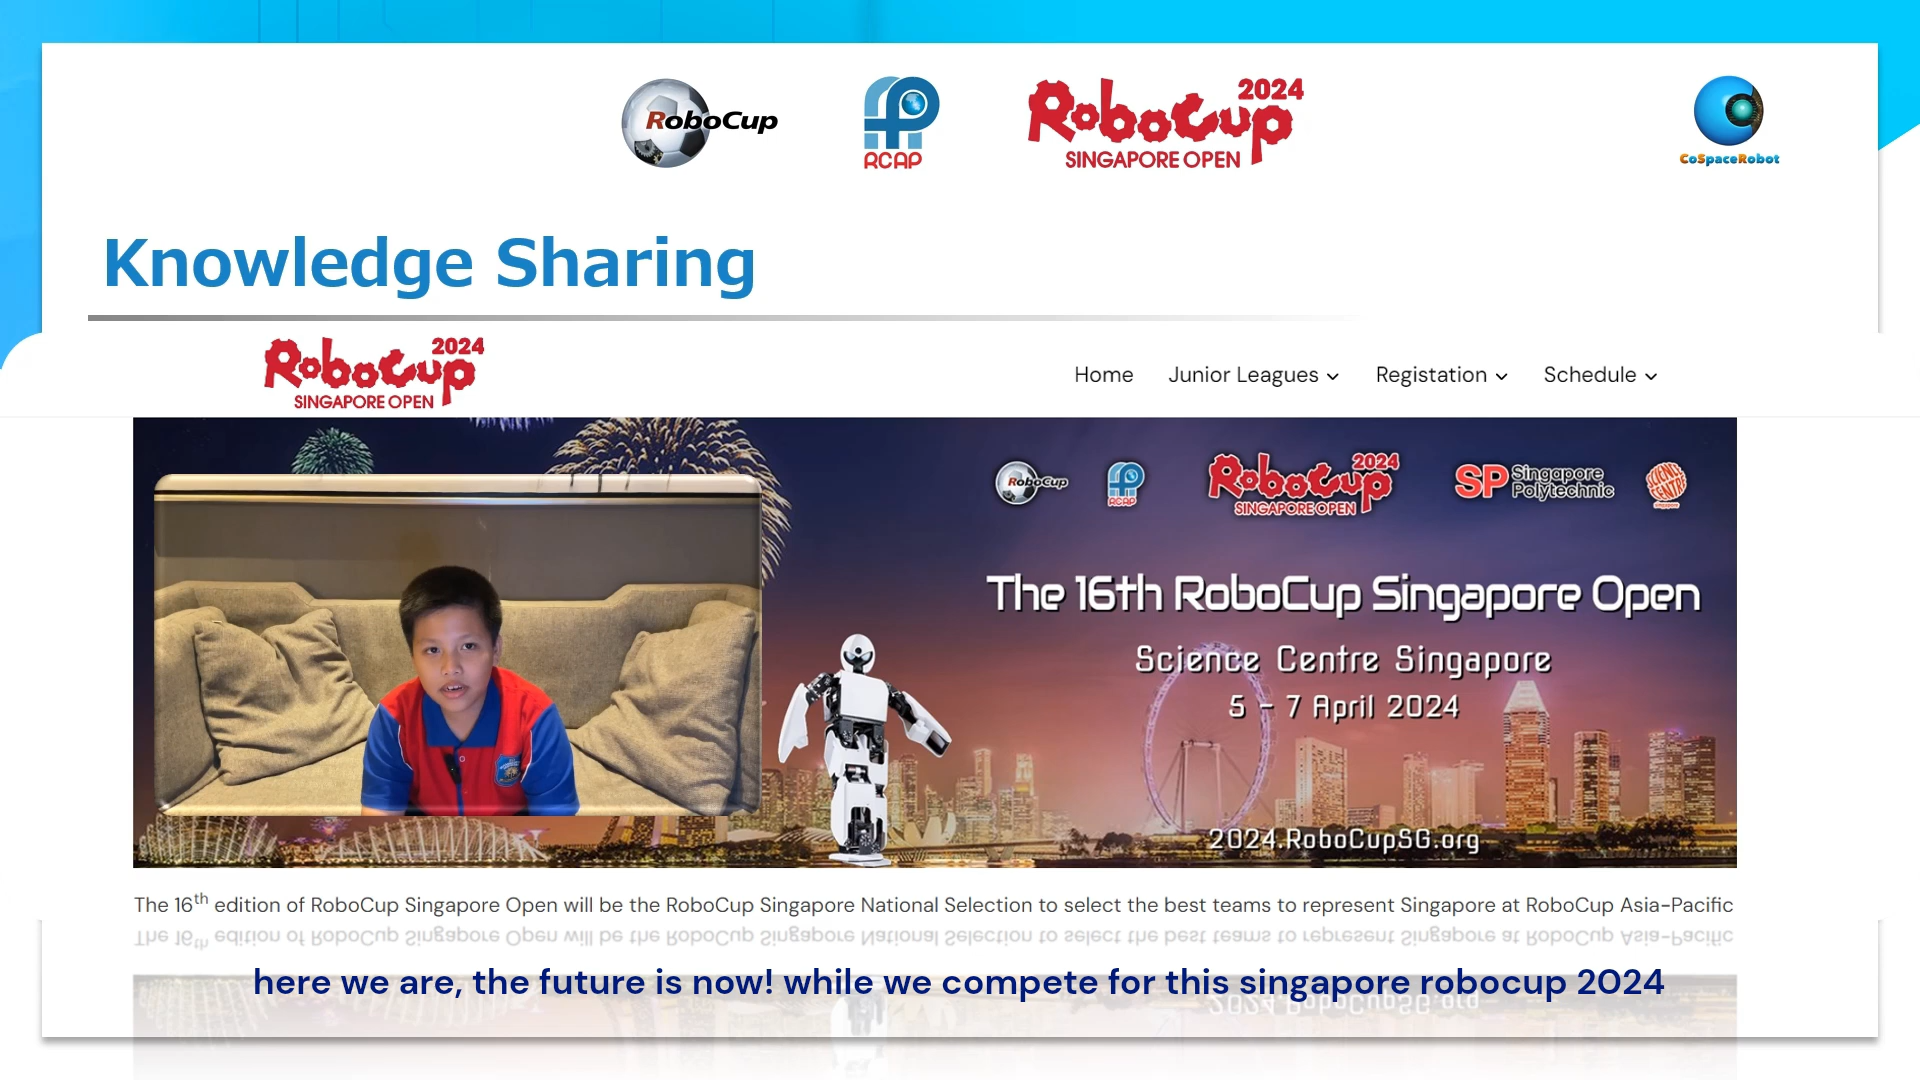 RoboCup
RCAP
RoboCup 2024
SINGAPORE OPEN
CoSpaceRobot
Knowledge Sharing
RoboCup 2024
SINGAPORE OPEN
Home
Junior Leagues
Registation
Schedule
RoboCup
RCAP
RoboCup 2024
SINGAPORE OPEN
SP Singapore Polytechnic
SCIENCE CENTRE
The 16th RoboCup Singapore Open
Science Centre Singapore
5 - 7 April 2024
2024.RoboCupSG.org
The 16th edition of RoboCup Singapore Open will be the RoboCup Singapore National Selection to select the best teams to represent Singapore at RoboCup Asia-Pacific
here we are, the future is now! while we compete for this singapore robocup 2024